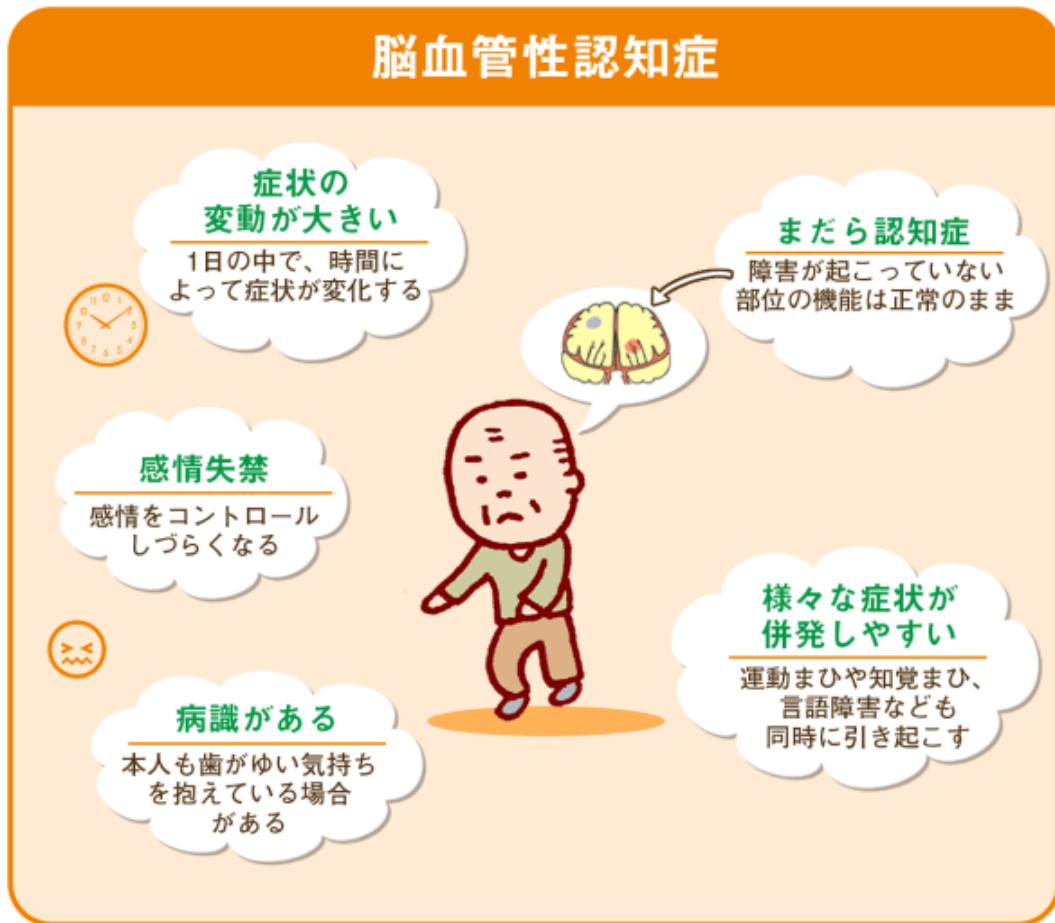 脳血管性認知症
症状の
変動が大きい
1日の中で、時間に
よって症状が変化する
まだら認知症
障害が起こっていない
部位の機能は正常のまま
感情失禁
感情をコントロール
しづらくなる
様々な症状が
併発しやすい
運動まひや知覚まひ、
言語障害なども
同時に引き起こす
病識がある
本人も歯がゆい気持ち
を抱えている場合
がある